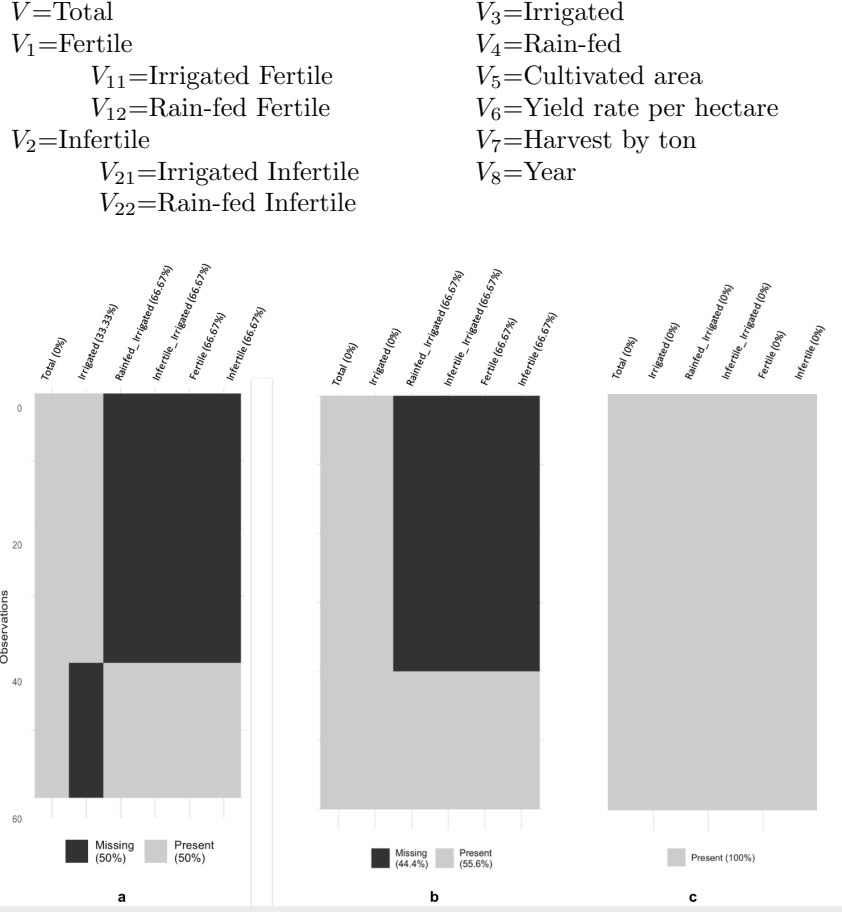 V=Total
V₁=Fertile
V₁₁=Irrigated Fertile
V₁₂=Rain-fed Fertile
V₂=Infertile
V₂₁=Irrigated Infertile
V₂₂=Rain-fed Infertile
V₃=Irrigated
V₄=Rain-fed
V₅=Cultivated area
V₆=Yield rate per hectare
V₇=Harvest by ton
V₈=Year
Total (0%)
Irrigated (33.33%)
Rainfed_Irrigated (66.67%)
Infertile_Irrigated (66.67%)
Fertile (66.67%)
Infertile (66.67%)
0
20
40
60
Observations
Missing
(50%)
Present
(50%)
a
Total (0%)
Irrigated (0%)
Rainfed_Irrigated (66.67%)
Infertile_Irrigated (66.67%)
Fertile (66.67%)
Infertile (66.67%)
Missing
(44.4%)
Present
(55.6%)
b
Total (0%)
Irrigated (0%)
Rainfed_Irrigated (0%)
Infertile_Irrigated (0%)
Fertile (0%)
Infertile (0%)
Present (100%)
c